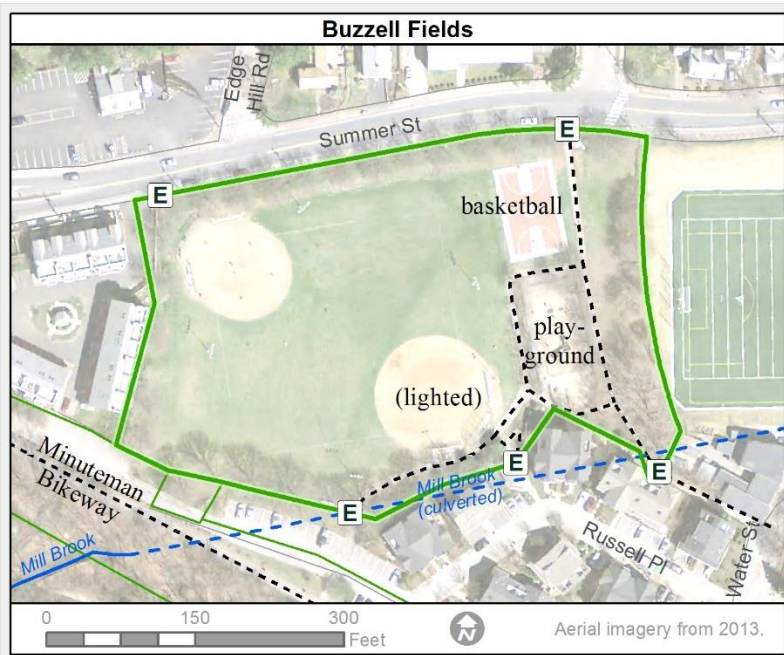 Buzzell Fields
Edge
Hill Rd
Summer St
E
E
basketball
play-
ground
(lighted)
Minuteman
Bikeway
E
E
E
Mill Brook
(culverted)
Mill Brook
Russell Pl
Water St
0
150
300
Feet
N
Aerial imagery from 2013.